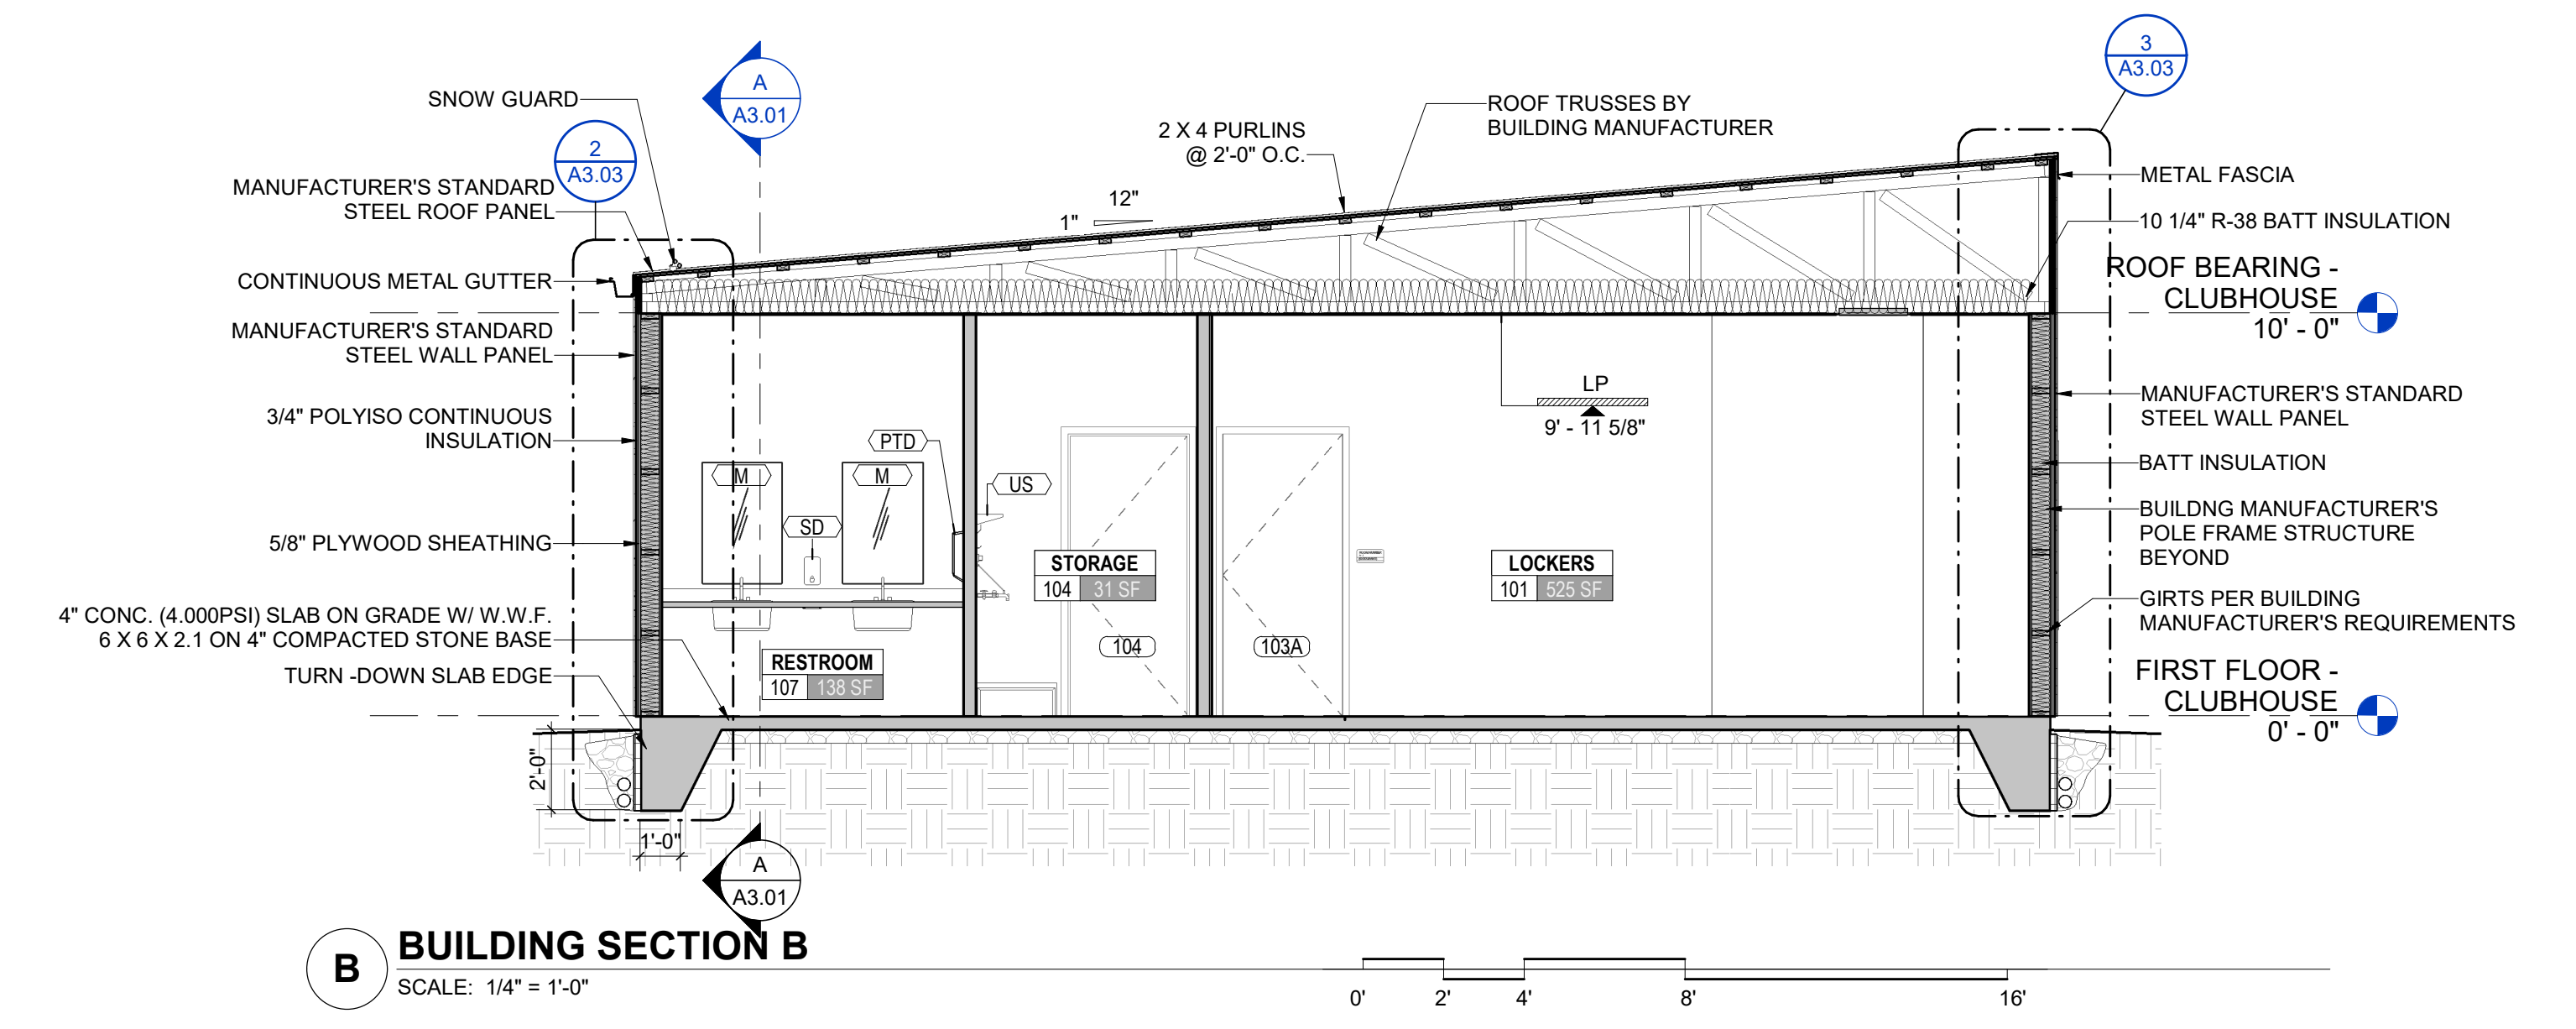 3
A3.03
A
A3.01
SNOW GUARD
ROOF TRUSSES BY
BUILDING MANUFACTURER
2 X 4 PURLINS
@ 2'-0" O.C.
2
A3.03
MANUFACTURER'S STANDARD
STEEL ROOF PANEL
METAL FASCIA
12"
1"
10 1/4" R-38 BATT INSULATION
CONTINUOUS METAL GUTTER
ROOF BEARING -
CLUBHOUSE
10' - 0"
MANUFACTURER'S STANDARD
STEEL WALL PANEL
LP
9' - 11 5/8"
MANUFACTURER'S STANDARD
STEEL WALL PANEL
3/4" POLYISO CONTINUOUS
INSULATION
PTD
M
M
US
SD
BATT INSULATION
BUILDNG MANUFACTURER'S
POLE FRAME STRUCTURE
BEYOND
5/8" PLYWOOD SHEATHING
STORAGE
104 31 SF
LOCKERS
101 525 SF
GIRTS PER BUILDING
MANUFACTURER'S REQUIREMENTS
4" CONC. (4.000PSI) SLAB ON GRADE W/ W.W.F.
6 X 6 X 2.1 ON 4" COMPACTED STONE BASE
104
103A
RESTROOM
107 138 SF
TURN -DOWN SLAB EDGE
FIRST FLOOR -
CLUBHOUSE
0' - 0"
2'-0"
1'-0"
A
A3.01
B
BUILDING SECTION B
SCALE: 1/4" = 1'-0"
0' 2' 4' 8' 16'